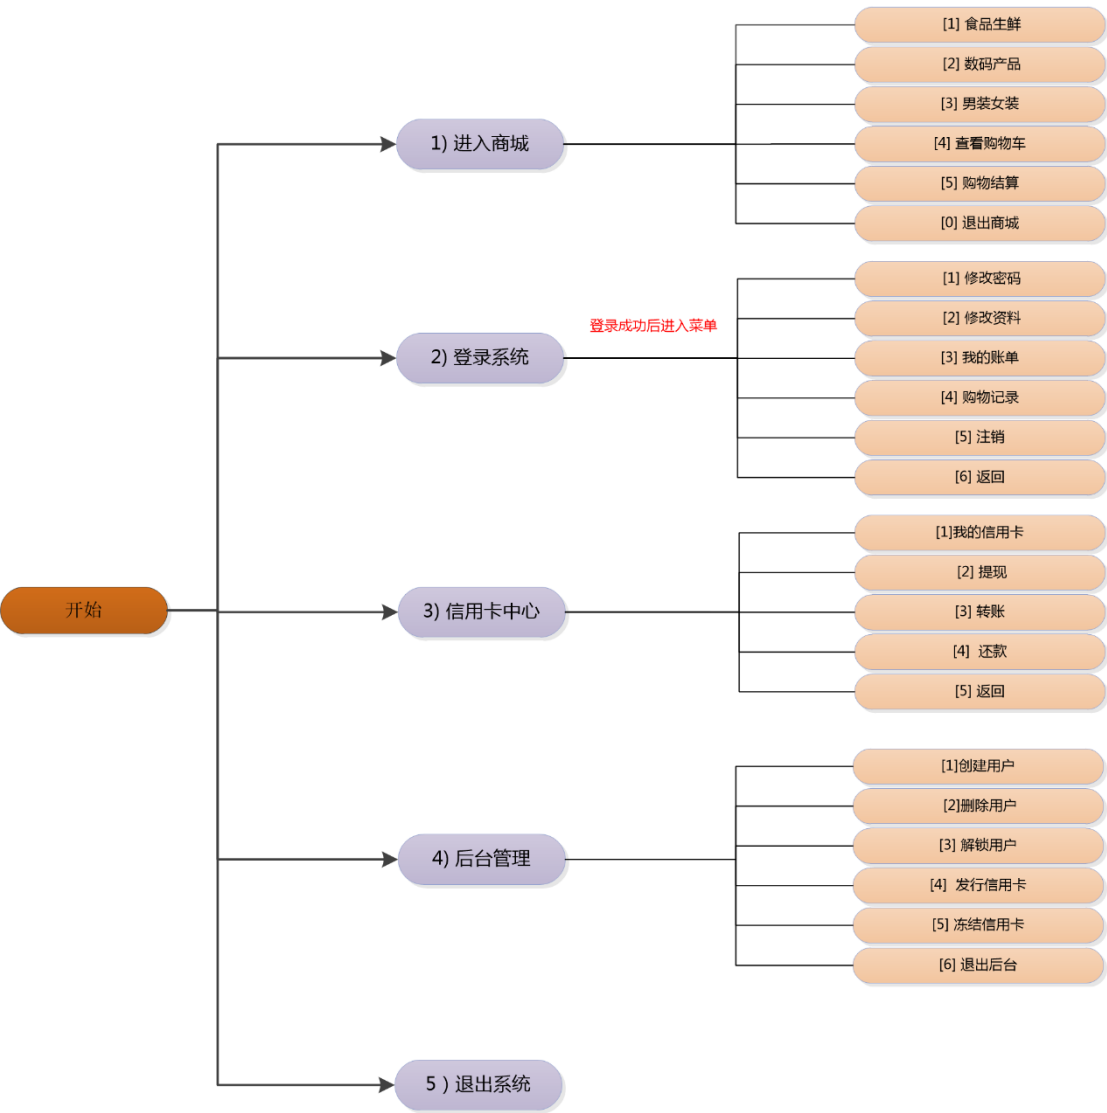 开始
1) 进入商城
[1] 食品生鲜
[2] 数码产品
[3] 男装女装
[4] 查看购物车
[5] 购物结算
[0] 退出商城
2) 登录系统
登录成功后进入菜单
[1] 修改密码
[2] 修改资料
[3] 我的账单
[4] 购物记录
[5] 注销
[6] 返回
3) 信用卡中心
[1]我的信用卡
[2] 提现
[3] 转账
[4] 还款
[5] 返回
4) 后台管理
[1]创建用户
[2]删除用户
[3] 解锁用户
[4] 发行信用卡
[5] 冻结信用卡
[6] 退出后台
5 ) 退出系统